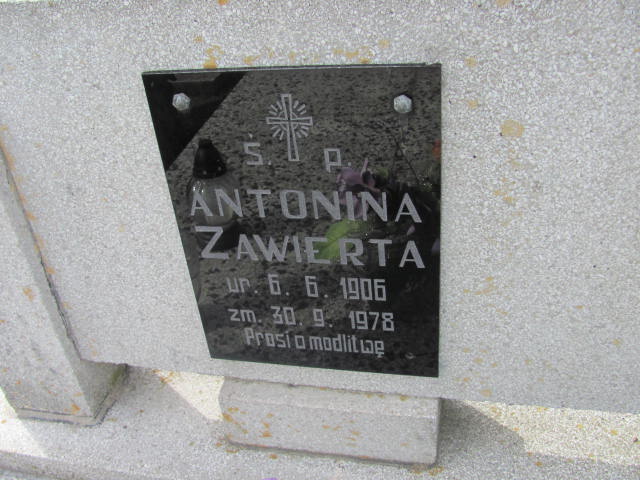 Ś. P.
ANTONINA
ZAWIERTA
ur. 6. 6. 1906
zm. 30. 9. 1978
Prosi o modlitwę